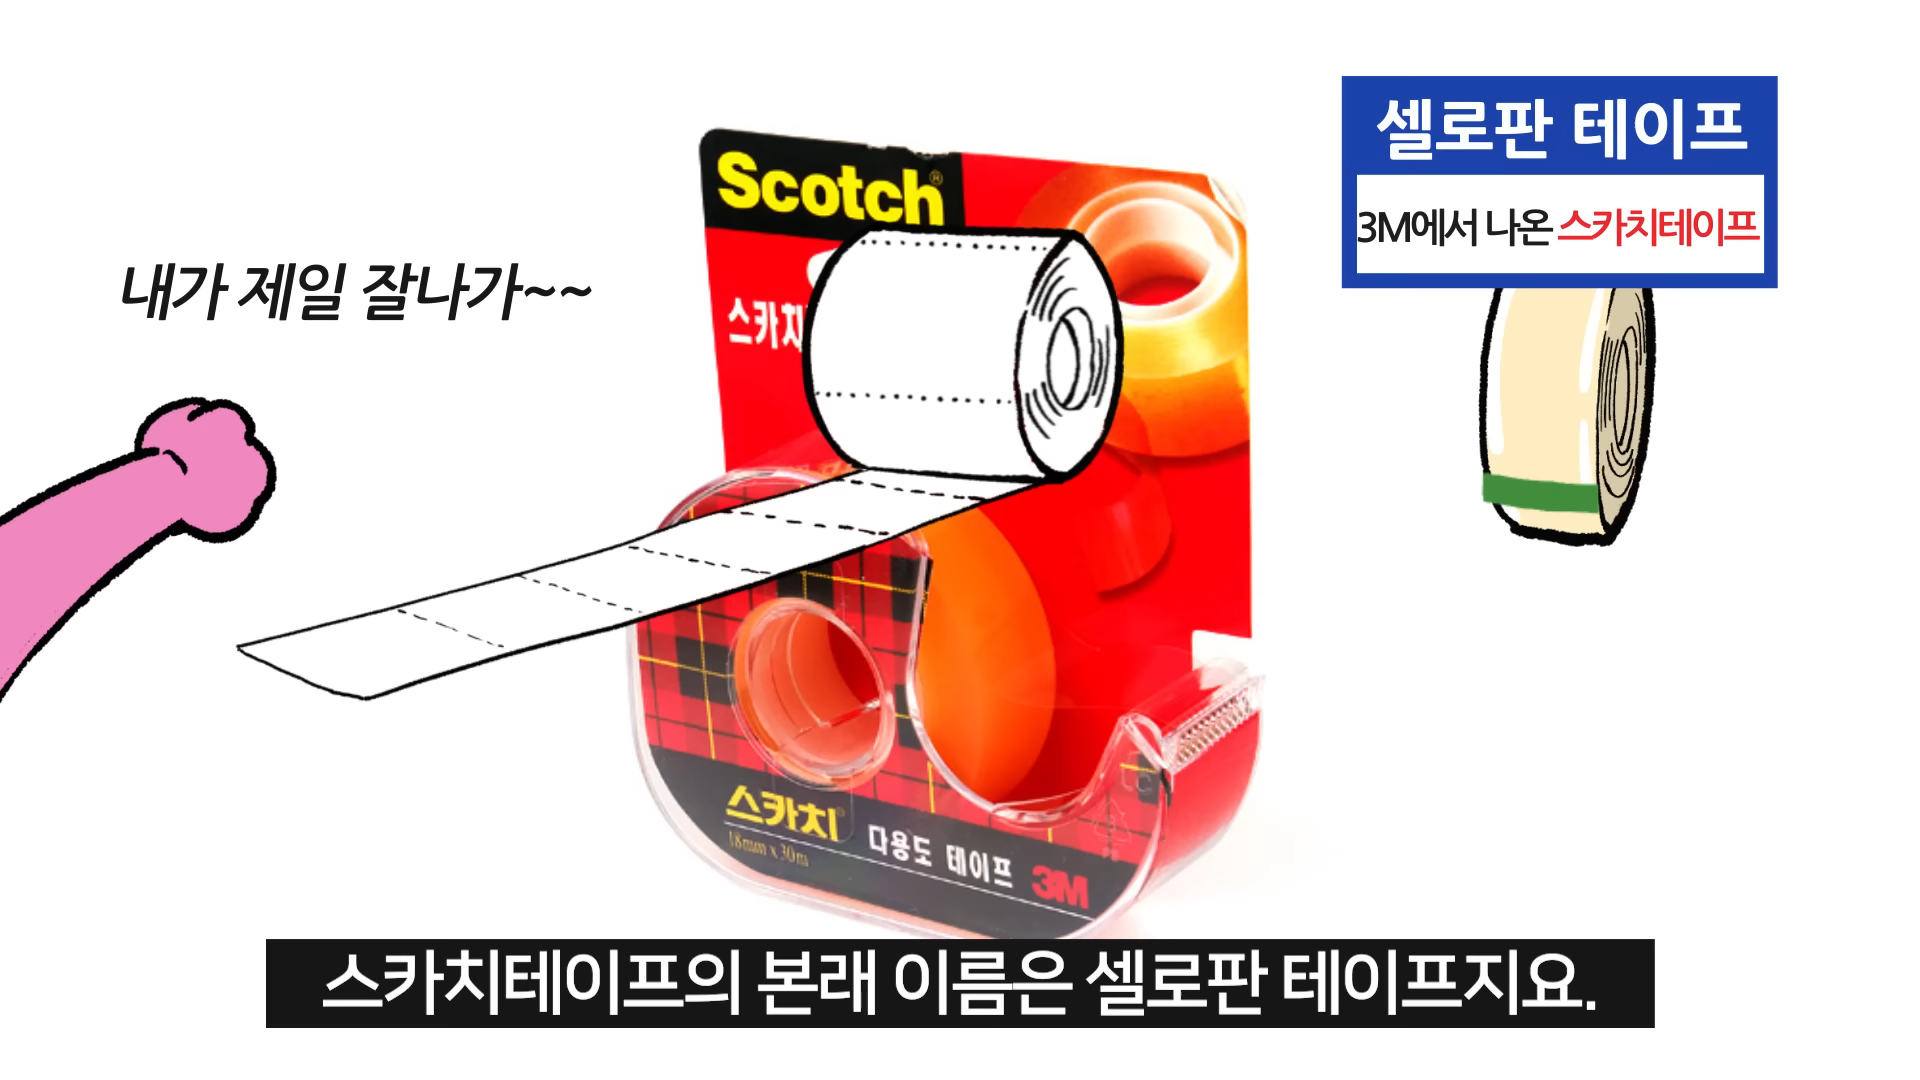 셀로판 테이프
3M에서 나온 스카치테이프
Scotch®
내가 제일 잘나가~~
스카치
스카치
18mm x 30m
다용도 테이프 3M
스카치테이프의 본래 이름은 셀로판 테이프지요.